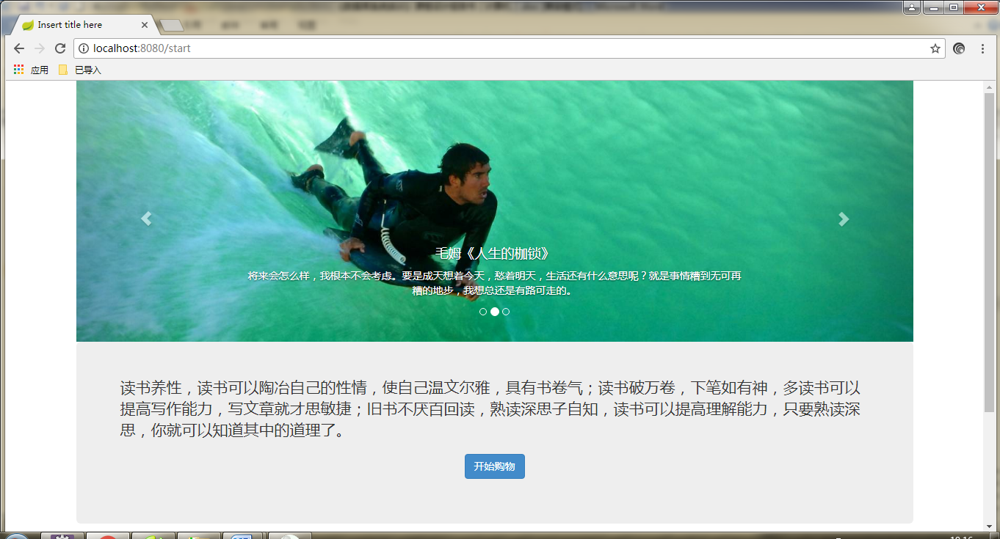 Insert title here
localhost:8080/start
应用 已导入
毛姆《人生的枷锁》
将来会怎么样，我根本不会考虑。要是成天想着今天，愁着明天，生活还有什么意思呢？就是事情糟到无可再
糟的地步，我想总还是有路可走的。
读书养性，读书可以陶冶自己的性情，使自己温文尔雅，具有书卷气；读书破万卷，下笔如有神，多读书可以
提高写作能力，写文章就才思敏捷；旧书不厌百回读，熟读深思子自知，读书可以提高理解能力，只要熟读深
思，你就可以知道其中的道理了。
开始购物